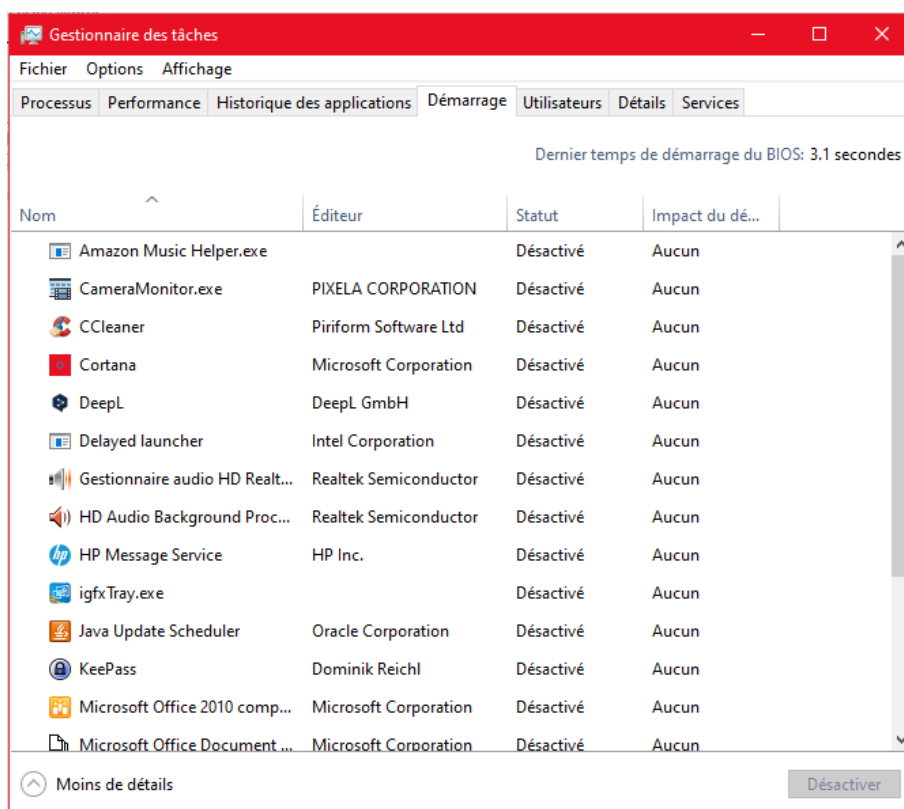 Gestionnaire des tâches
Fichier Options Affichage
Processus Performance Historique des applications Démarrage Utilisateurs Détails Services
Dernier temps de démarrage du BIOS: 3.1 secondes
Nom Éditeur Statut Impact du dé...
Amazon Music Helper.exe Désactivé Aucun
CameraMonitor.exe PIXELA CORPORATION Désactivé Aucun
CCleaner Piriform Software Ltd Désactivé Aucun
Cortana Microsoft Corporation Désactivé Aucun
DeepL DeepL GmbH Désactivé Aucun
Delayed launcher Intel Corporation Désactivé Aucun
Gestionnaire audio HD Realt... Realtek Semiconductor Désactivé Aucun
HD Audio Background Proc... Realtek Semiconductor Désactivé Aucun
HP Message Service HP Inc. Désactivé Aucun
igfxTray.exe Désactivé Aucun
Java Update Scheduler Oracle Corporation Désactivé Aucun
KeePass Dominik Reichl Désactivé Aucun
Microsoft Office 2010 comp... Microsoft Corporation Désactivé Aucun
Microsoft Office Document ... Microsoft Corporation Désactivé Aucun
Moins de détails Désactiver